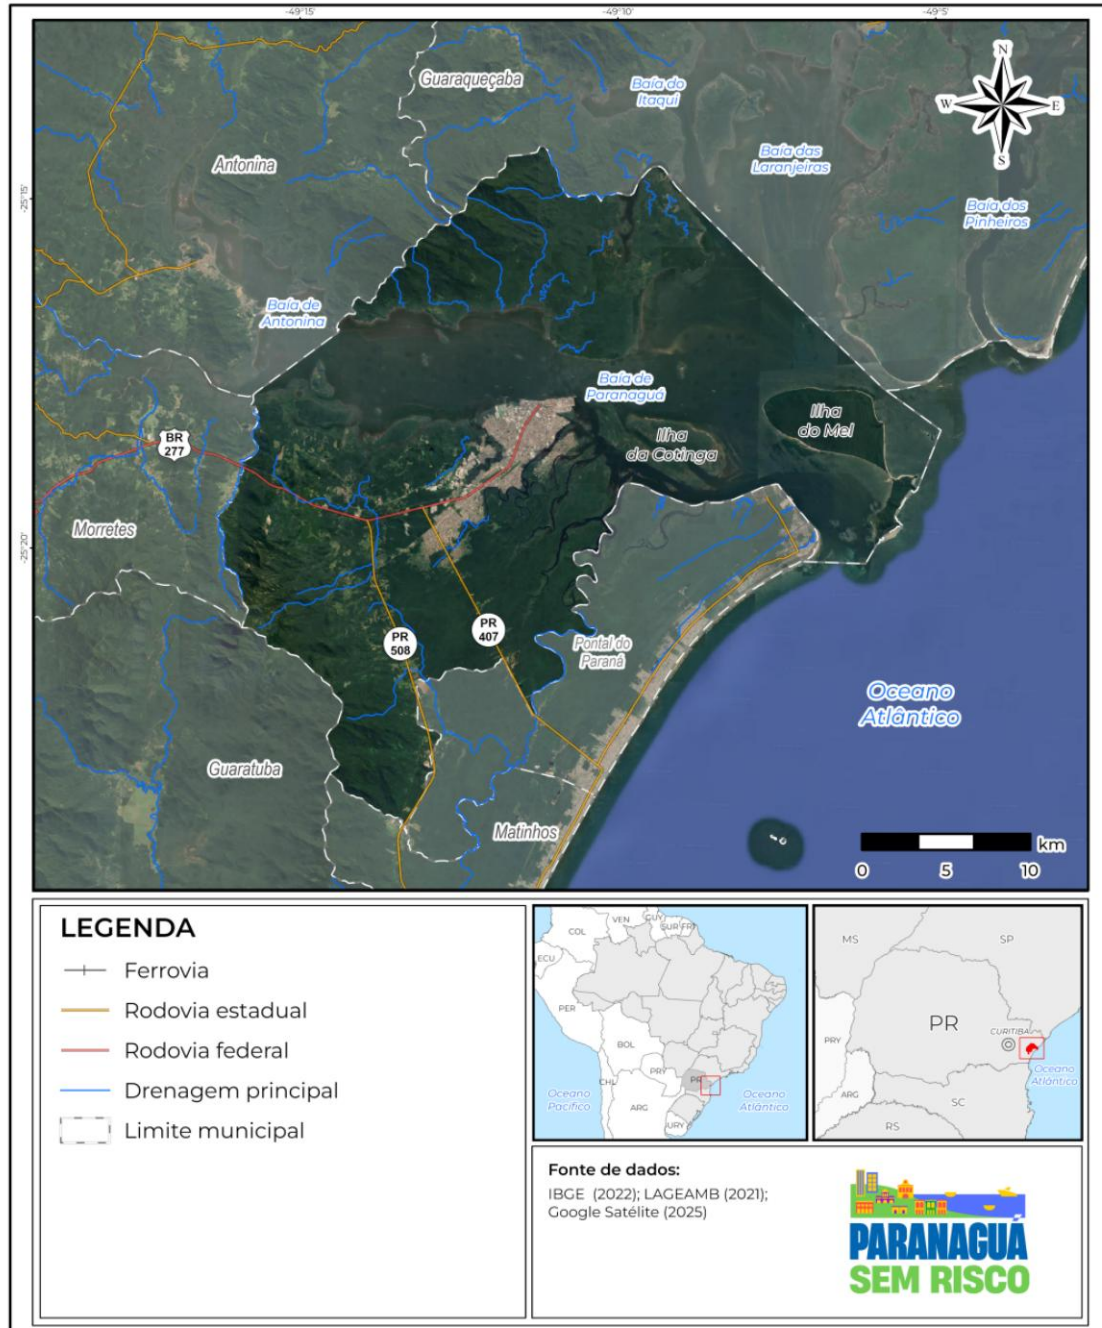 -49°15'
-49°10'
-49°5'
Guaraqueçaba
Baía do
Itaqui
N
W
E
S
Antonina
Baía das
Laranjeiras
-25°15'
Baía dos
Pinheiros
Baía de
Antonina
Baía de
Paranaguá
Ilha
do Mel
Ilha
da Cotinga
BR
277
Morretes
-25°20'
PR
508
PR
407
Pontal do
Paraná
Oceano
Atlântico
Guaratuba
Matinhos
km
0
5
10
LEGENDA
Ferrovia
Rodovia estadual
Rodovia federal
Drenagem principal
Limite municipal
COL
VEN
GUY
SUR
FRT
ECU
PER
BOL
CHL
PRY
PR
ARG
URY
Oceano
Pacífico
Oceano
Atlântico
MS
SP
PR
CURITIBA
PRY
ARG
SC
RS
Oceano
Atlântico
Fonte de dados:
IBGE (2022); LAGEAMB (2021);
Google Satélite (2025)
PARANAGUÁ
SEM RISCO